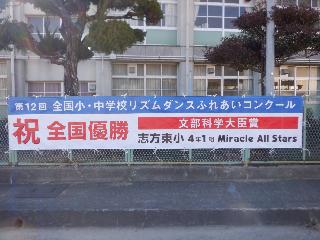 第12回 全国小・中学校リズムダンスふれあいコンクール
祝 全国優勝
文部科学大臣賞
志方東小 4年1組 Miracle All Stars